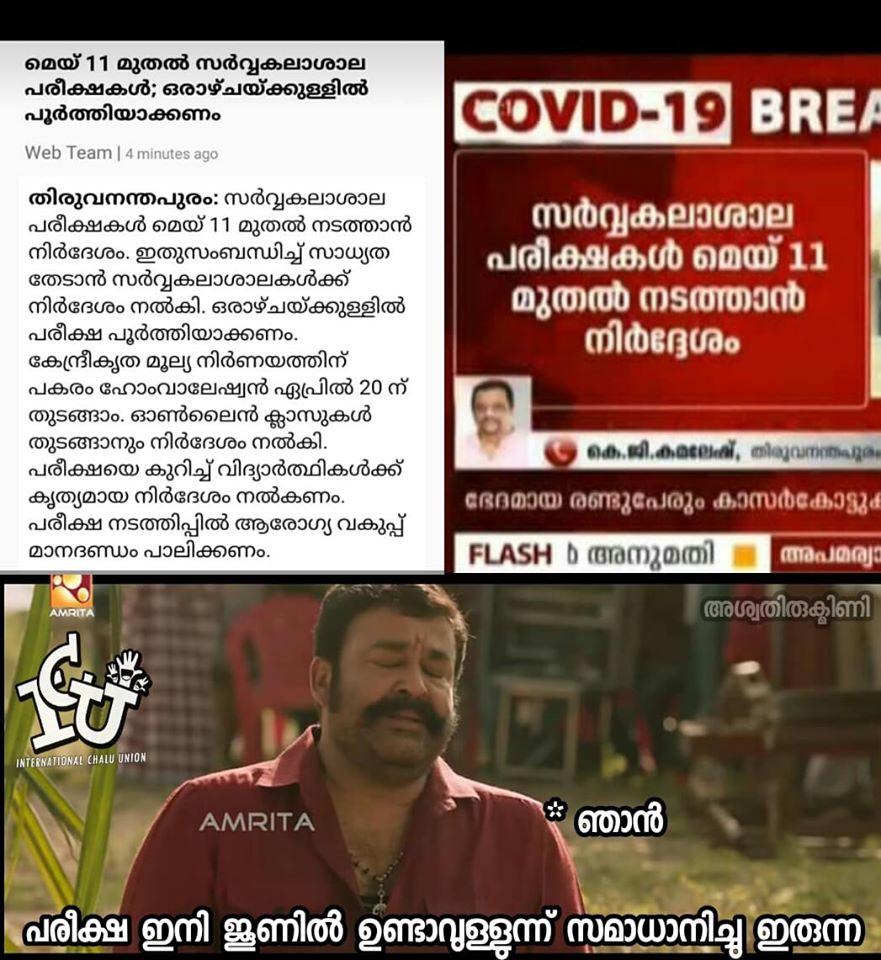 മെയ് 11 മുതൽ സർവ്വകലാശാല
പരീക്ഷകൾ; ഒരാഴ്ചയ്ക്കുള്ളിൽ
പൂർത്തിയാക്കണം
Web Team | 4 minutes ago
തിരുവനന്തപുരം: സർവ്വകലാശാല
പരീക്ഷകൾ മെയ് 11 മുതൽ നടത്താൻ
നിർദേശം. ഇതുസംബന്ധിച്ച് സാധ്യത
തേടാൻ സർവ്വകലാശാലകൾക്ക്
നിർദേശം നൽകി. ഒരാഴ്ചയ്ക്കുള്ളിൽ
പരീക്ഷ പൂർത്തിയാക്കണം.
കേന്ദ്രീകൃത മൂല്യ നിർണയത്തിന്
പകരം ഹോംവാലേഷ്വൻ ഏപ്രിൽ 20 ന്
തുടങ്ങാം. ഓൺലൈൻ ക്ലാസുകൾ
തുടങ്ങാനും നിർദേശം നൽകി.
പരീക്ഷയെ കുറിച്ച് വിദ്യാർത്ഥികൾക്ക്
കൃത്യമായ നിർദേശം നൽകണം.
പരീക്ഷ നടത്തിപ്പിൽ ആരോഗ്യ വകുപ്പ്
മാനദണ്ഡം പാലിക്കണം.
COVID-19 BREA
സർവ്വകലാശാല
പരീക്ഷകൾ മെയ് 11
മുതൽ നടത്താൻ
നിർദ്ദേശം
കെ.ജി.കമലേഷ്, തിരുവനന്തപുരം
ഭേദമായ രണ്ടുപേരും കാസർകോട്ടുക
FLASH അനുമതി അപമര്യാ
AMRITA
അശ്വതിരുക്മിണി
ICU
INTERNATIONAL CHALU UNION
AMRITA
* ഞാൻ
പരീക്ഷ ഇനി ജൂണിൽ ഉണ്ടാവുള്ളുന്ന് സമാധാനിച്ചു ഇരുന്ന